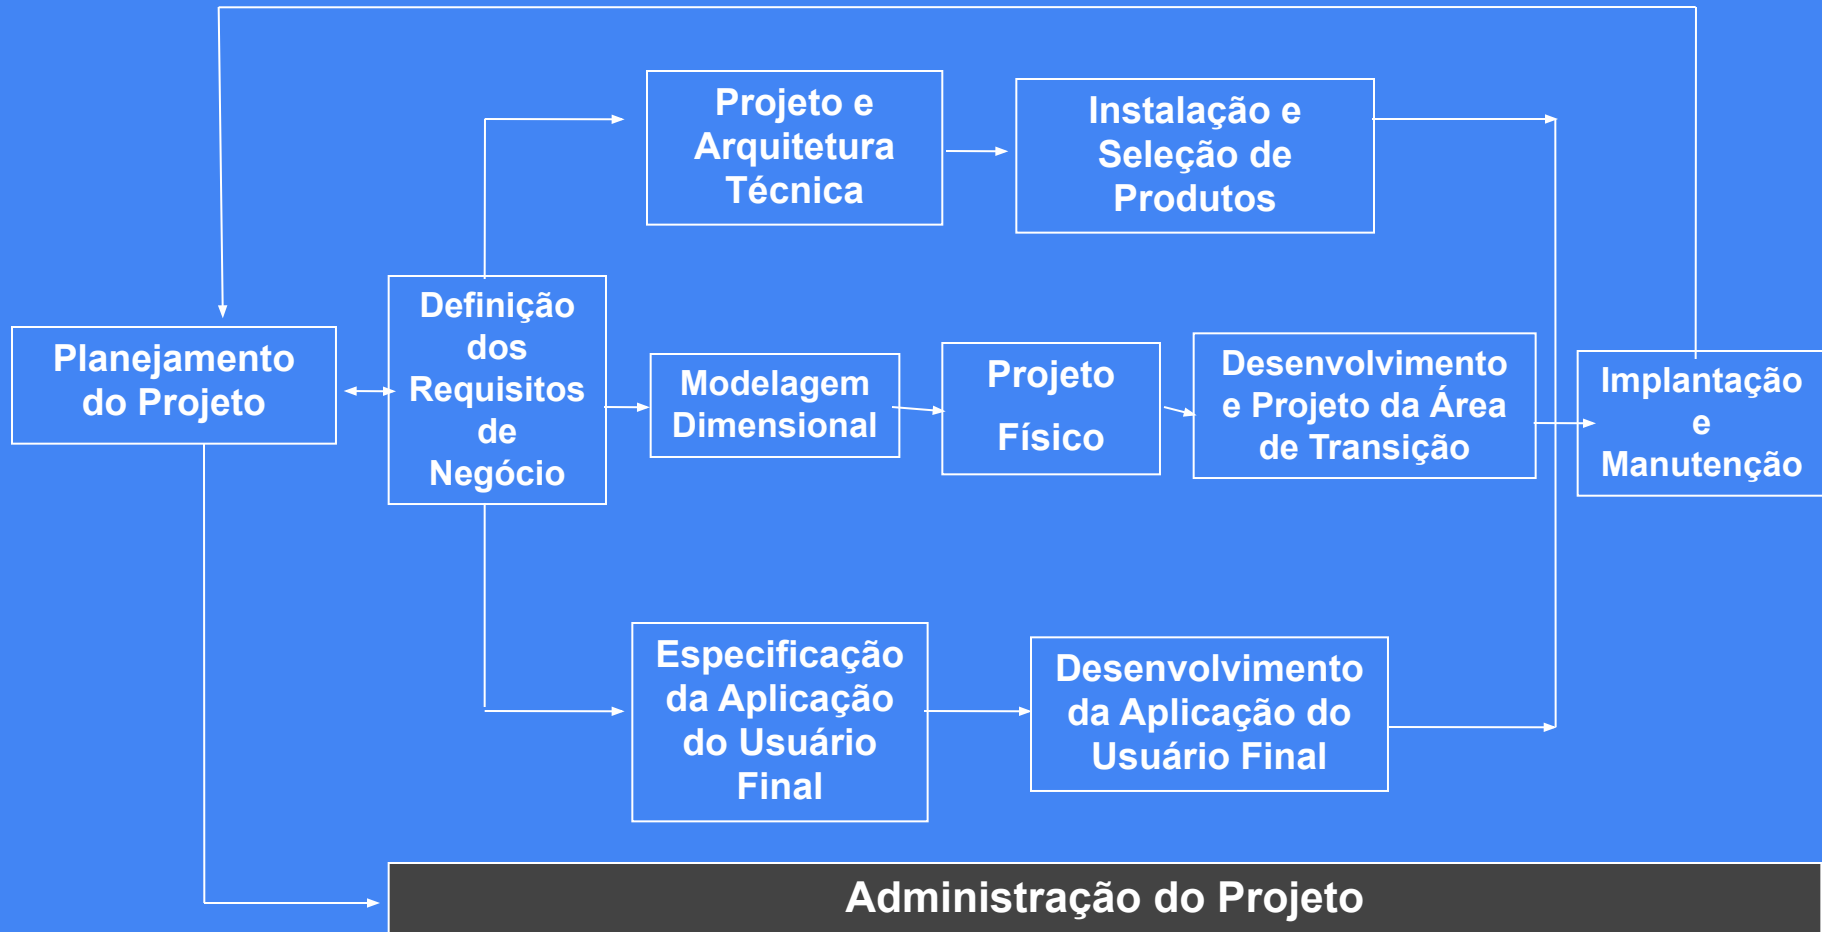 Projeto e
Arquitetura
Técnica
Instalação e
Seleção de
Produtos
Planejamento
do Projeto
Definição
dos
Requisitos
de
Negócio
Modelagem
Dimensional
Projeto
Físico
Desenvolvimento
e Projeto da Área
de Transição
Implantação
e
Manutenção
Especificação
da Aplicação
do Usuário
Final
Desenvolvimento
da Aplicação do
Usuário Final
Administração do Projeto